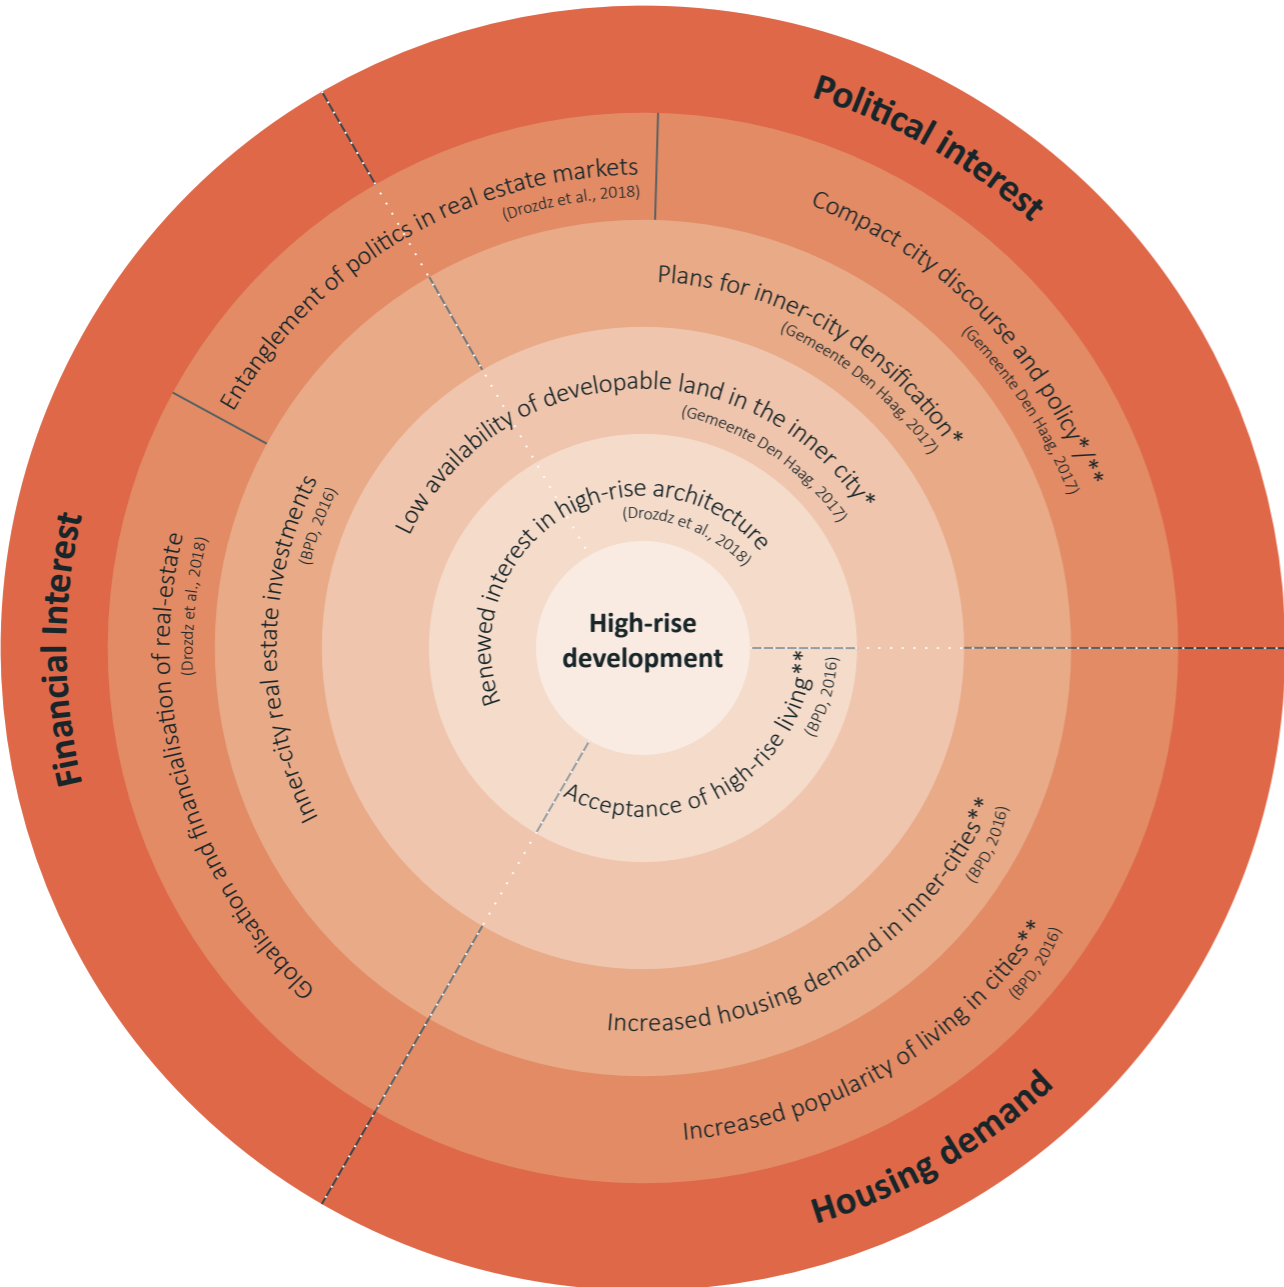 Political interest
Compact city discourse and policy*/**
(Gemeente Den Haag, 2017)
Entanglement of politics in real estate markets
(Drozdz et al., 2018)
Plans for inner-city densification*
(Gemeente Den Haag, 2017)
Low availability of developable land in the inner city*
(Gemeente Den Haag, 2017)
Renewed interest in high-rise architecture
(Drozdz et al., 2018)
High-rise
development
Acceptance of high-rise living**
(BPD, 2016)
Financial Interest
Globalisation and financialisation of real-estate
(Drozdz et al., 2018)
Inner-city real estate investments
(BPD, 2016)
Increased housing demand in inner-cities**
(BPD, 2016)
Increased popularity of living in cities**
(BPD, 2016)
Housing demand